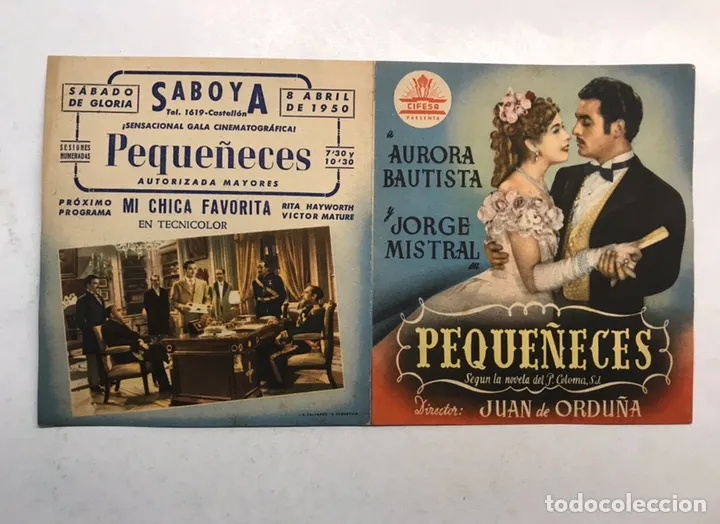 SÁBADO
DE GLORIA
SABOYA
Tel. 1619-Castellón
8 ABRIL
DE 1950
¡SENSACIONAL GALA CINEMATOGRÁFICA!
SESIONES
NUMERADAS
Pequeñeces
7'30 y
10'30
AUTORIZADA MAYORES
PRÓXIMO
PROGRAMA
MI CHICA FAVORITA
RITA HAYWORTH
VICTOR MATURE
EN TECNICOLOR
CIFESA
PRESENTA
a
AURORA
BAUTISTA
y
JORGE
MISTRAL
en
PEQUEÑECES
Segun la novela del P. Coloma, S.J.
Director: JUAN de ORDUÑA
todocoleccion.net